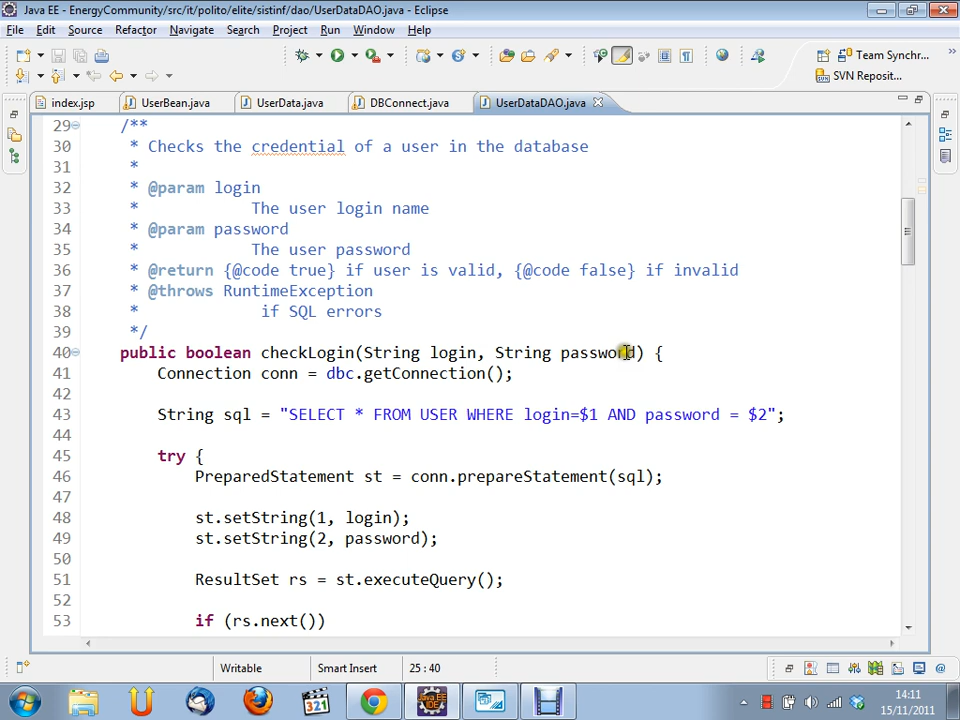 Java EE - EnergyCommunity/src/it/polito/elite/sistinf/dao/UserDataDAO.java - Eclipse
File Edit Source Refactor Navigate Search Project Run Window Help
Team Synchr...
SVN Reposit...
index.jsp UserBean.java UserData.java DBConnect.java UserDataDAO.java
29 /**
30 * Checks the credential of a user in the database
31 *
32 * @param login
33 * The user login name
34 * @param password
35 * The user password
36 * @return {@code true} if user is valid, {@code false} if invalid
37 * @throws RuntimeException
38 * if SQL errors
39 */
40 public boolean checkLogin(String login, String password) {
41 Connection conn = dbc.getConnection();
42
43 String sql = "SELECT * FROM USER WHERE login=$1 AND password = $2";
44
45 try {
46 PreparedStatement st = conn.prepareStatement(sql);
47
48 st.setString(1, login);
49 st.setString(2, password);
50
51 ResultSet rs = st.executeQuery();
52
53 if (rs.next())
Writable Smart Insert 25 : 40
321
Java EE
IDE
14:11
15/11/2011